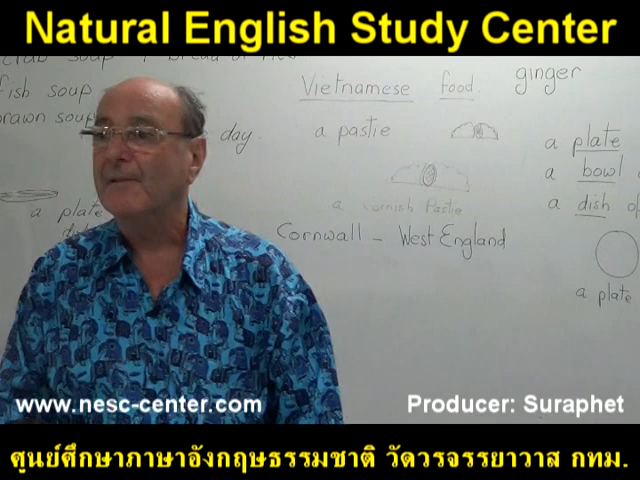 Natural English Study Center
crab soup
fish soup
prawn soup
day.
a plate
Vietnamese food.
ginger
a pastie
a Cornish Pastie
Cornwall – West England
a plate
a bowl
a dish
a plate
www.nesc-center.com
Producer: Suraphet
ศูนย์ศึกษาภาษาอังกฤษธรรมชาติ วัดวรจรรยาวาส กทม.